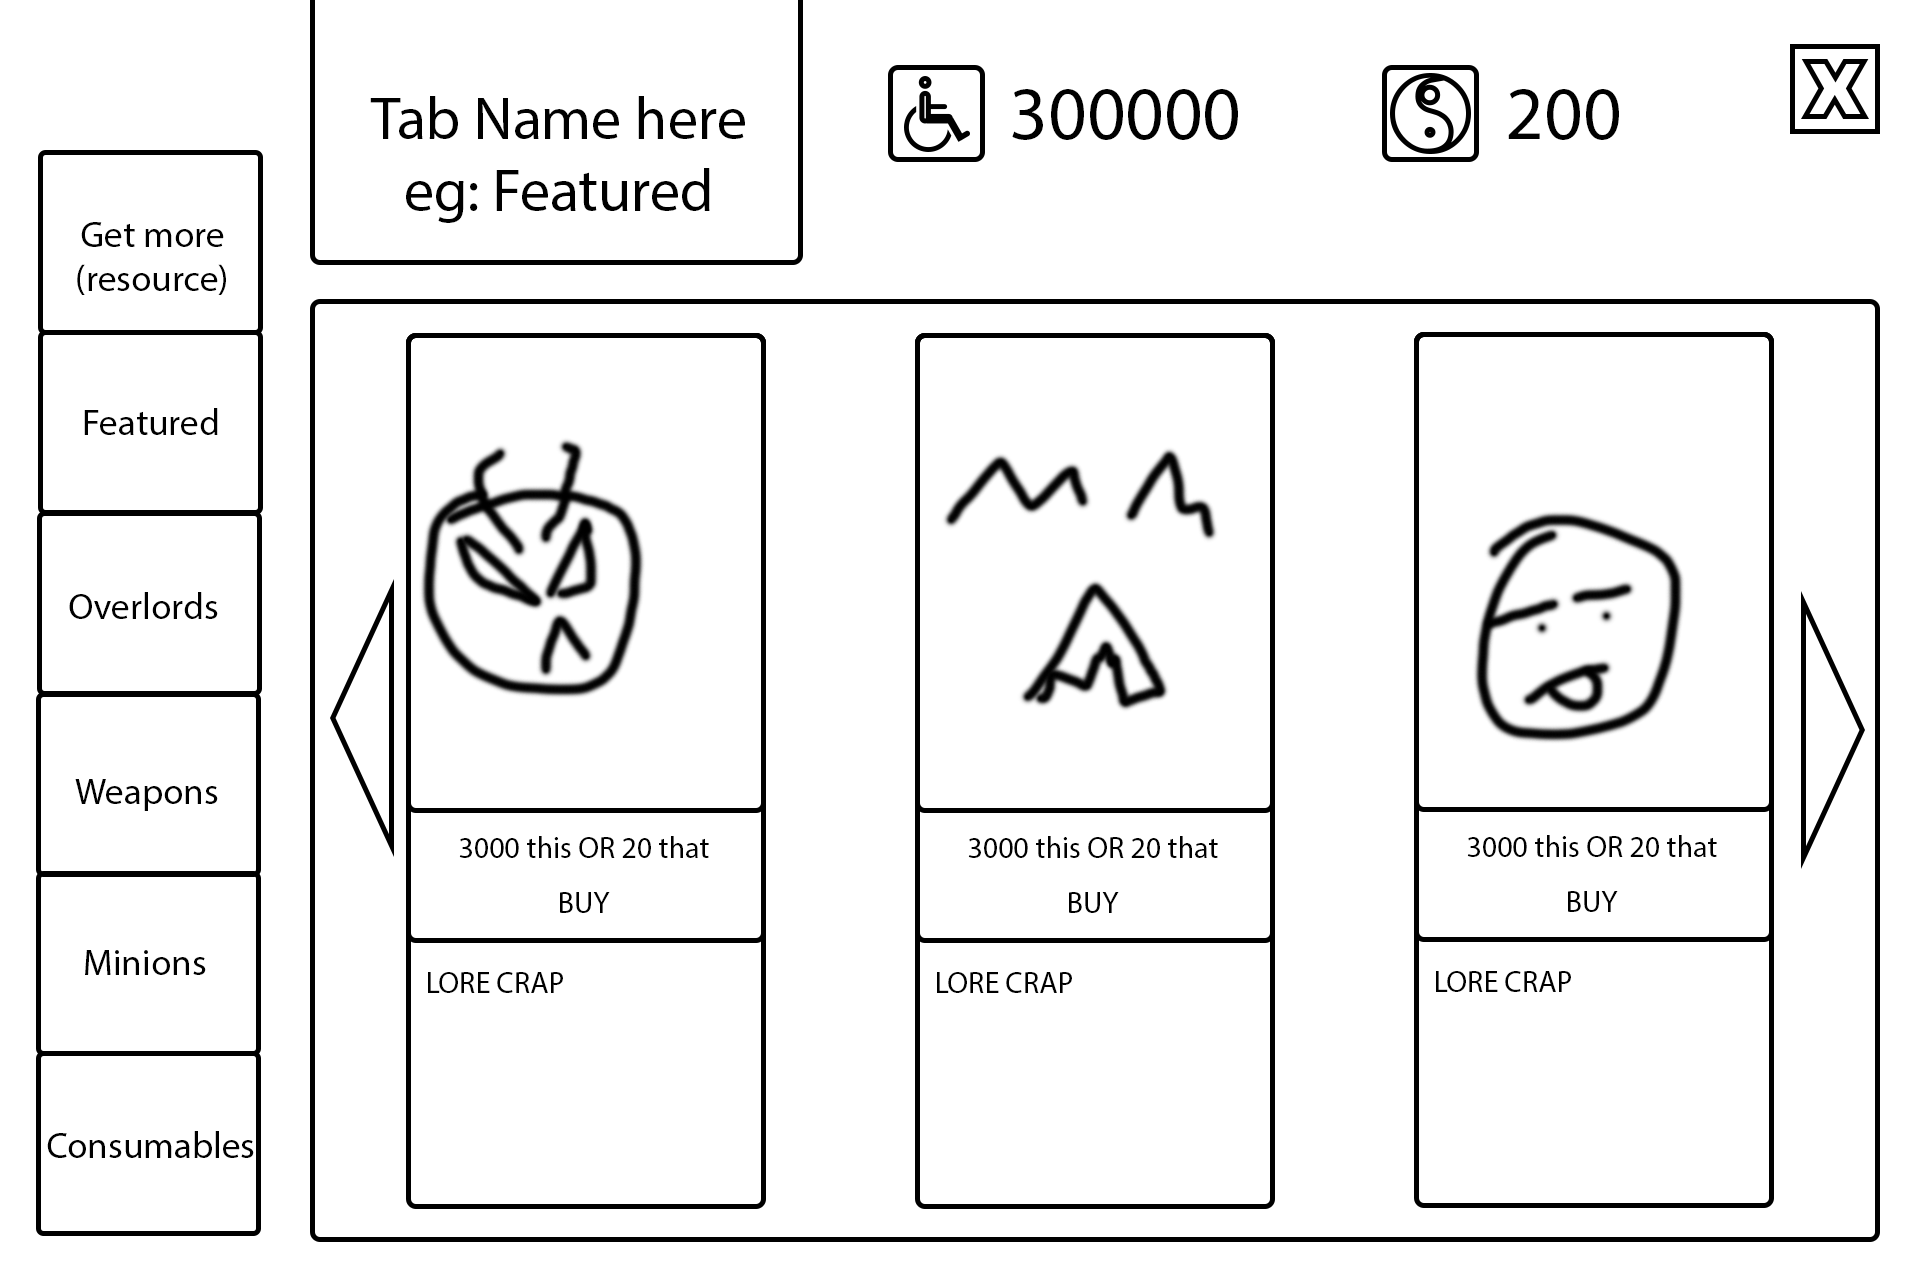 Tab Name here
eg: Featured
300000
200
X
Get more
(resource)
Featured
Overlords
Weapons
Minions
Consumables
3000 this OR 20 that
BUY
LORE CRAP
3000 this OR 20 that
BUY
LORE CRAP
3000 this OR 20 that
BUY
LORE CRAP